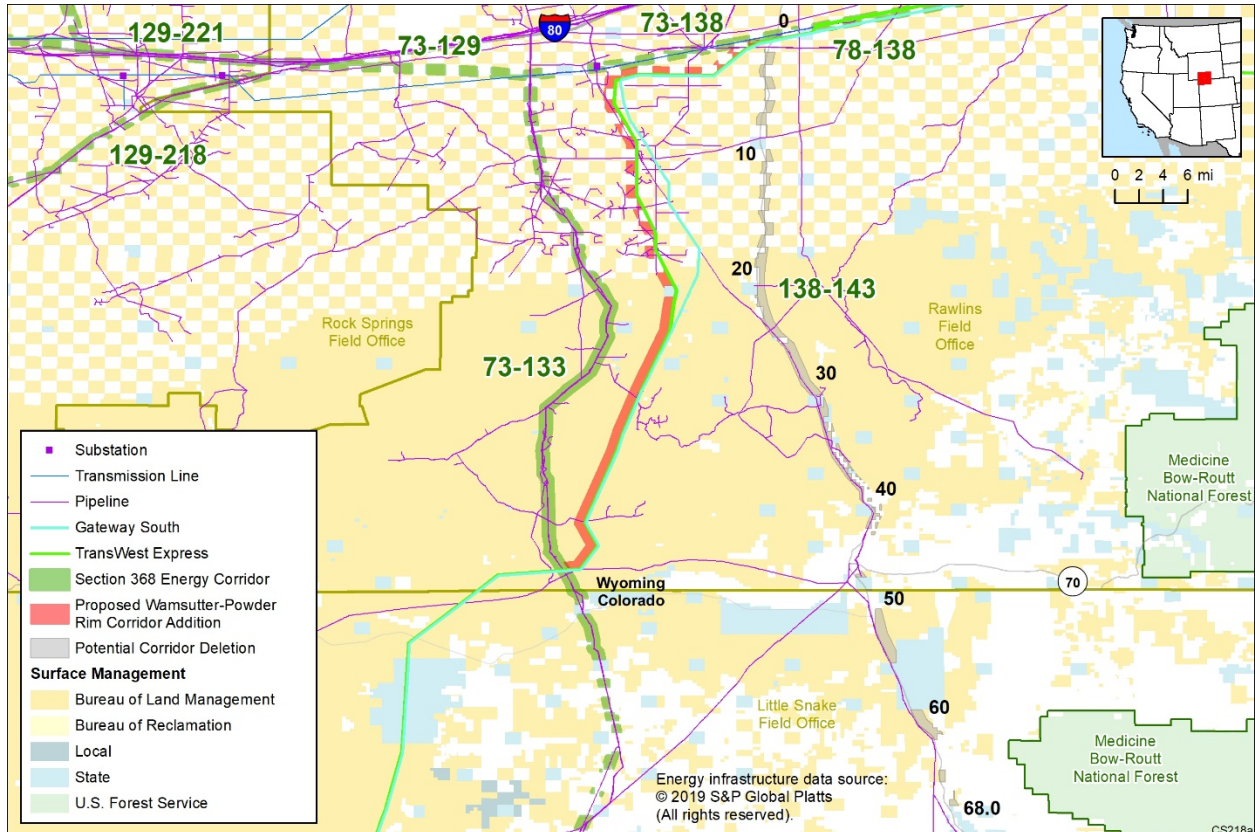 129-221
73-129
80
73-138
0
78-138
129-218
10
0 2 4 6 mi
20
138-143
Rock Springs
Field Office
Rawlins
Field
Office
73-133
30
40
Medicine
Bow-Routt
National Forest
Substation
Transmission Line
Pipeline
Gateway South
TransWest Express
Section 368 Energy Corridor
Proposed Wamsutter-Powder
Rim Corridor Addition
Potential Corridor Deletion
Surface Management
Bureau of Land Management
Bureau of Reclamation
Local
State
U.S. Forest Service
Wyoming
Colorado
70
50
Little Snake
Field Office
60
Medicine
Bow-Routt
National Forest
Energy infrastructure data source:
© 2019 S&P Global Platts
(All rights reserved).
68.0